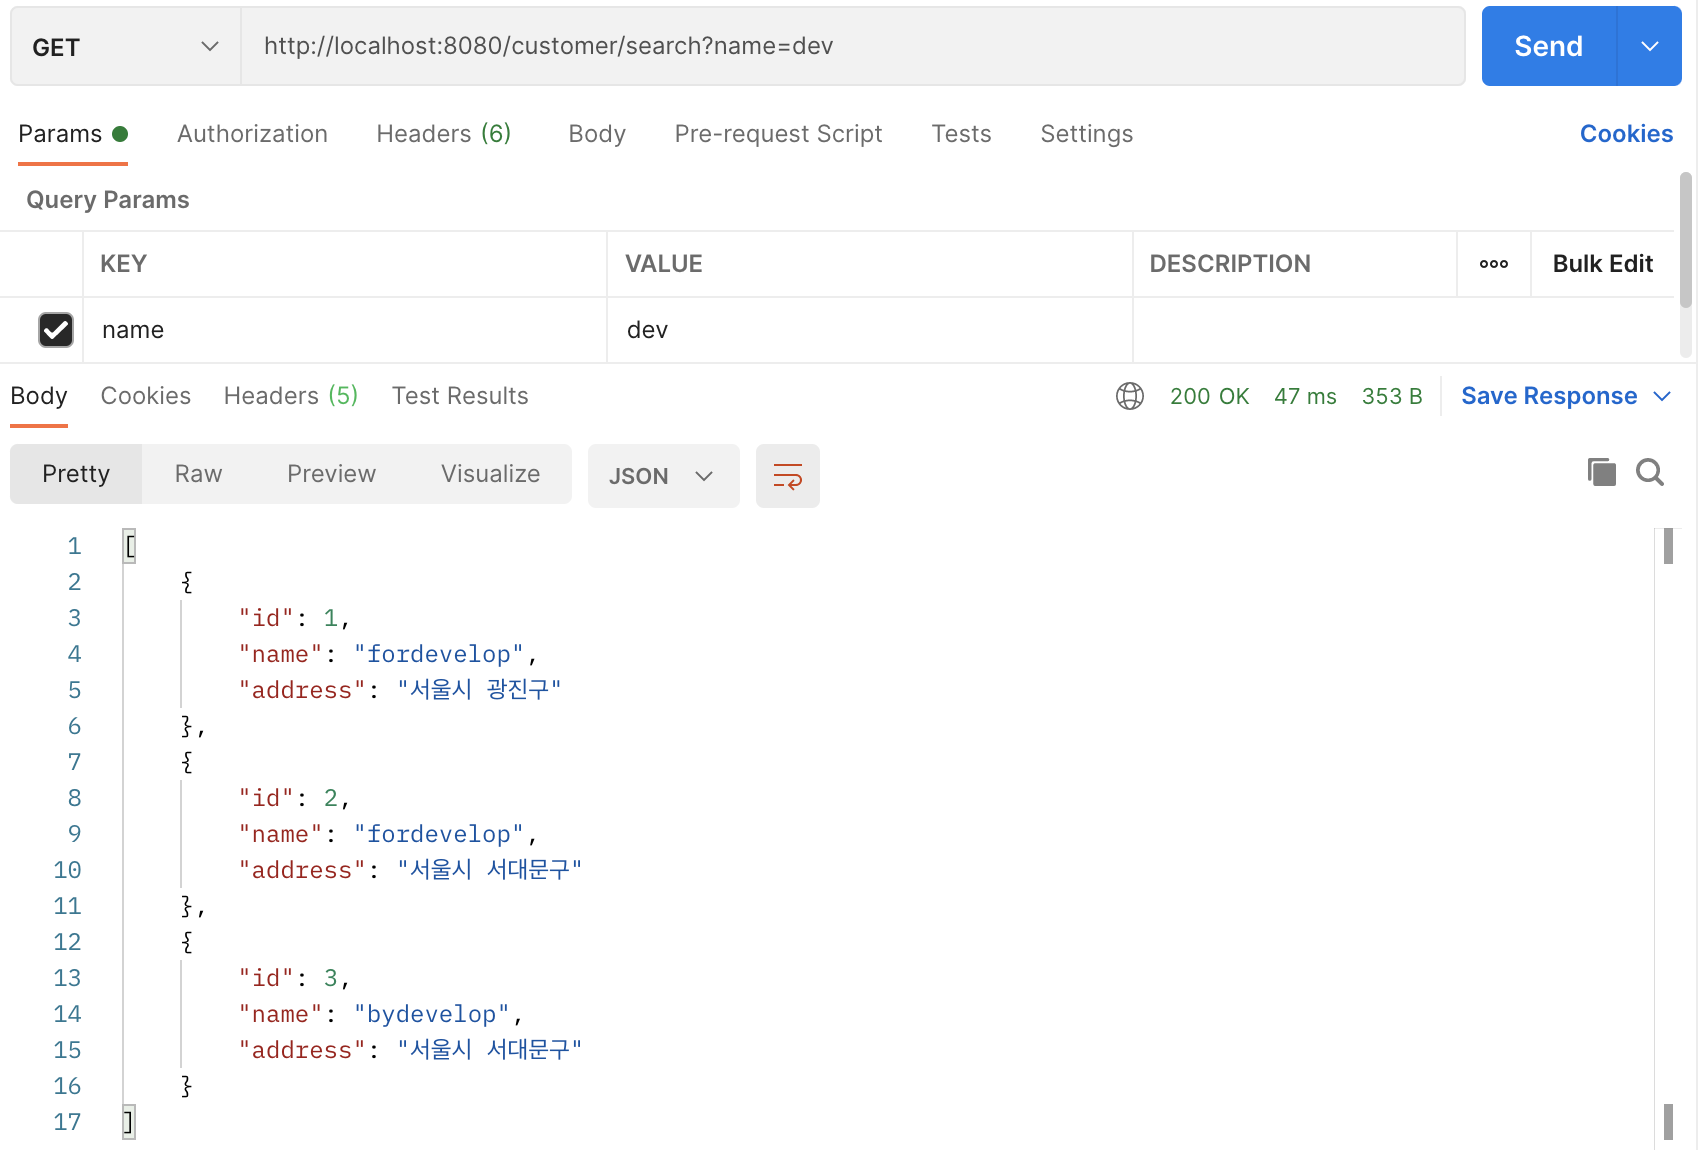 GET http://localhost:8080/customer/search?name=dev Send
Params Authorization Headers (6) Body Pre-request Script Tests Settings Cookies
Query Params
KEY VALUE DESCRIPTION ooo Bulk Edit
name dev
Body Cookies Headers (5) Test Results 200 OK 47 ms 353 B Save Response
Pretty Raw Preview Visualize JSON
1 [
2 {
3 "id": 1,
4 "name": "fordevelop",
5 "address": "서울시 광진구"
6 },
7 {
8 "id": 2,
9 "name": "fordevelop",
10 "address": "서울시 서대문구"
11 },
12 {
13 "id": 3,
14 "name": "bydevelop",
15 "address": "서울시 서대문구"
16 }
17 ]